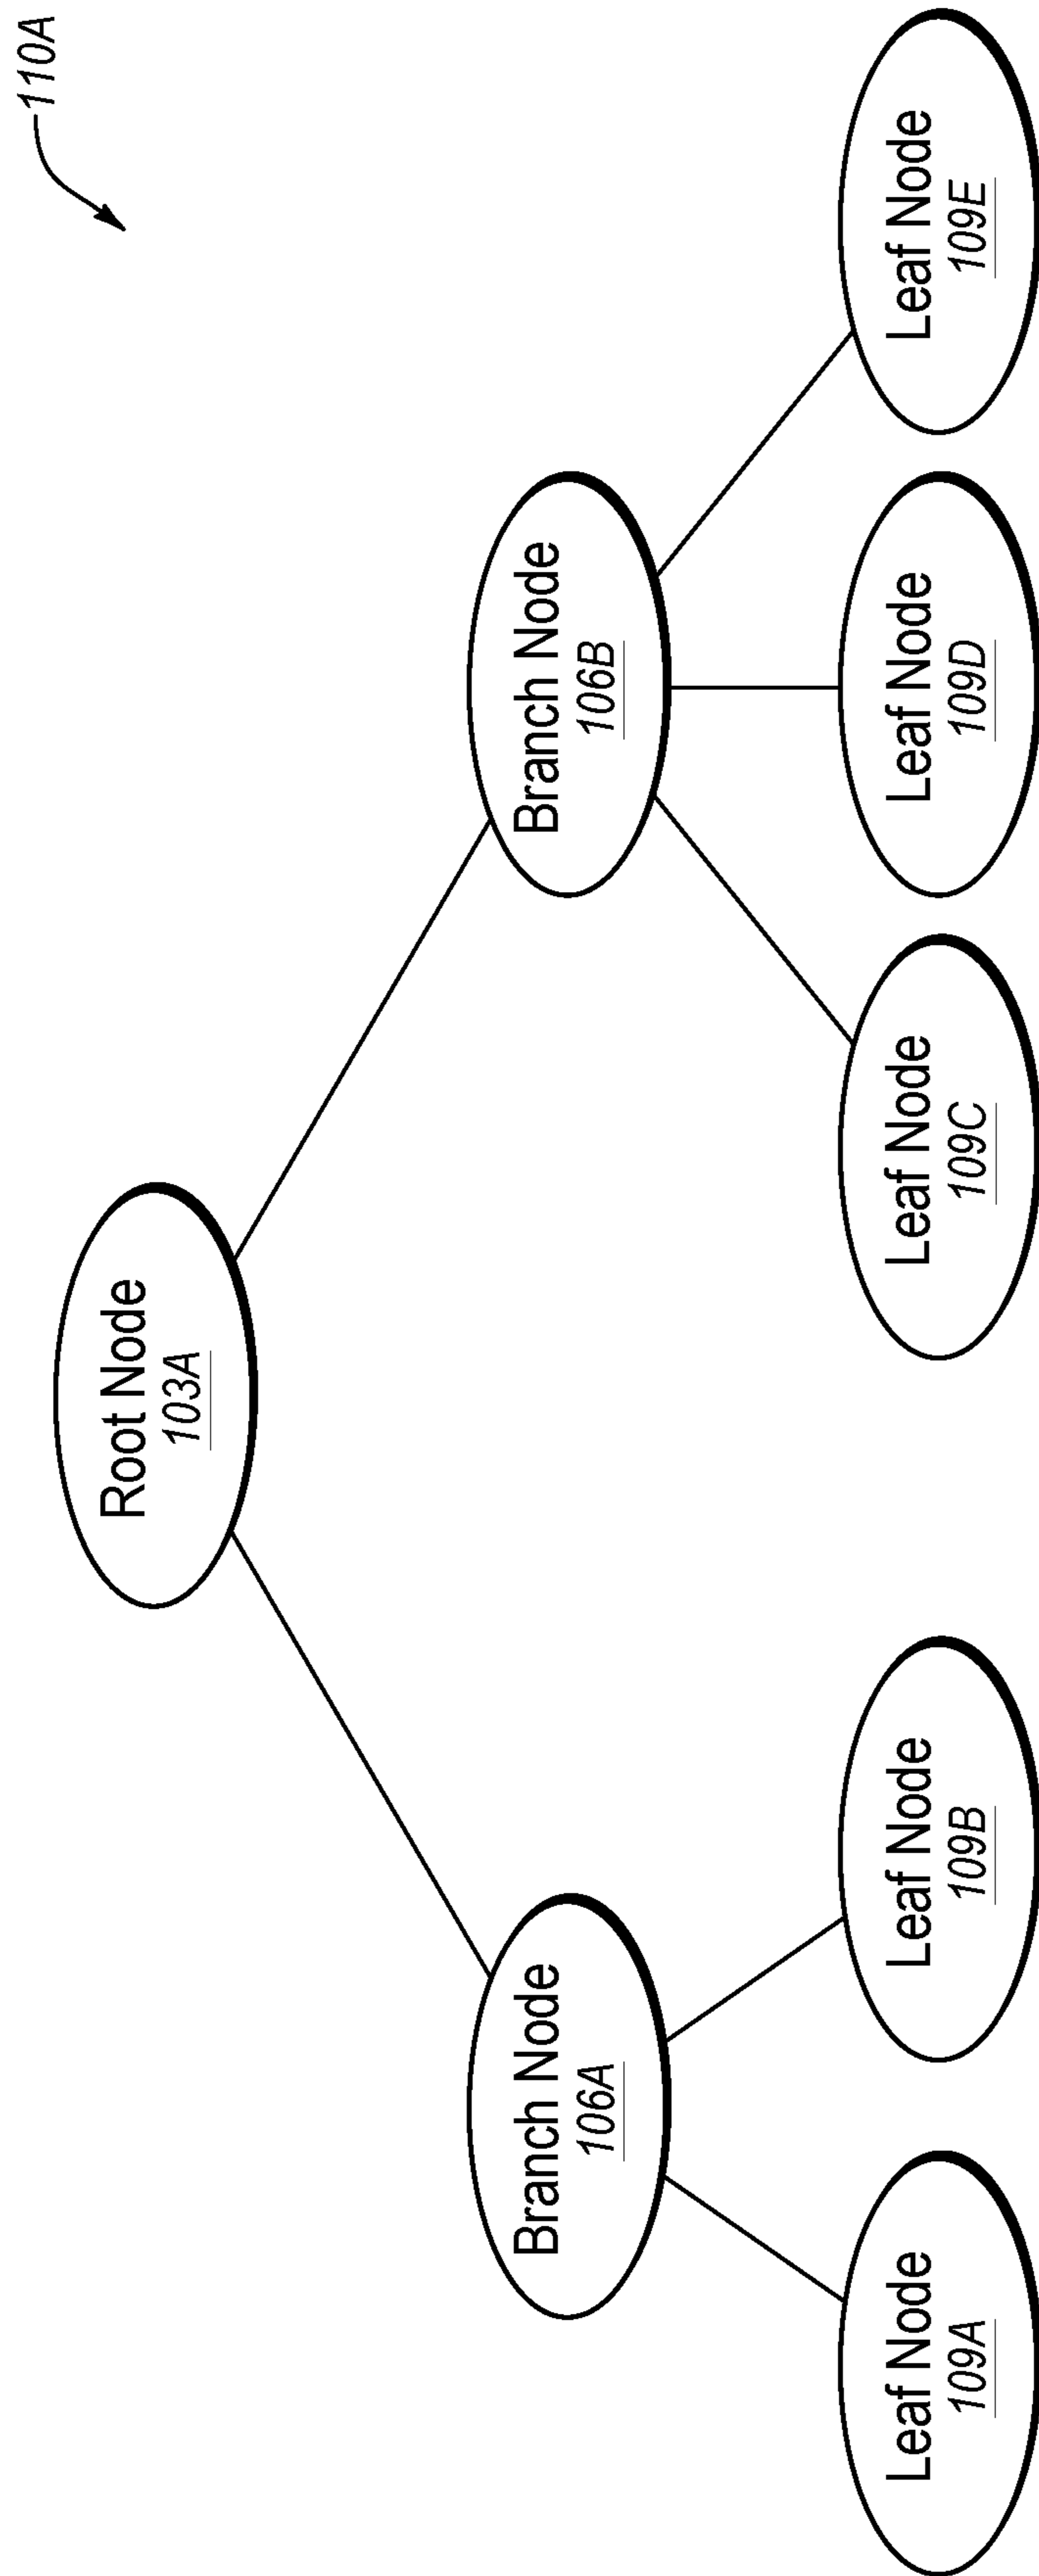 110A
Root Node
103A
Branch Node
106A
Branch Node
106B
Leaf Node
109A
Leaf Node
109B
Leaf Node
109C
Leaf Node
109D
Leaf Node
109E